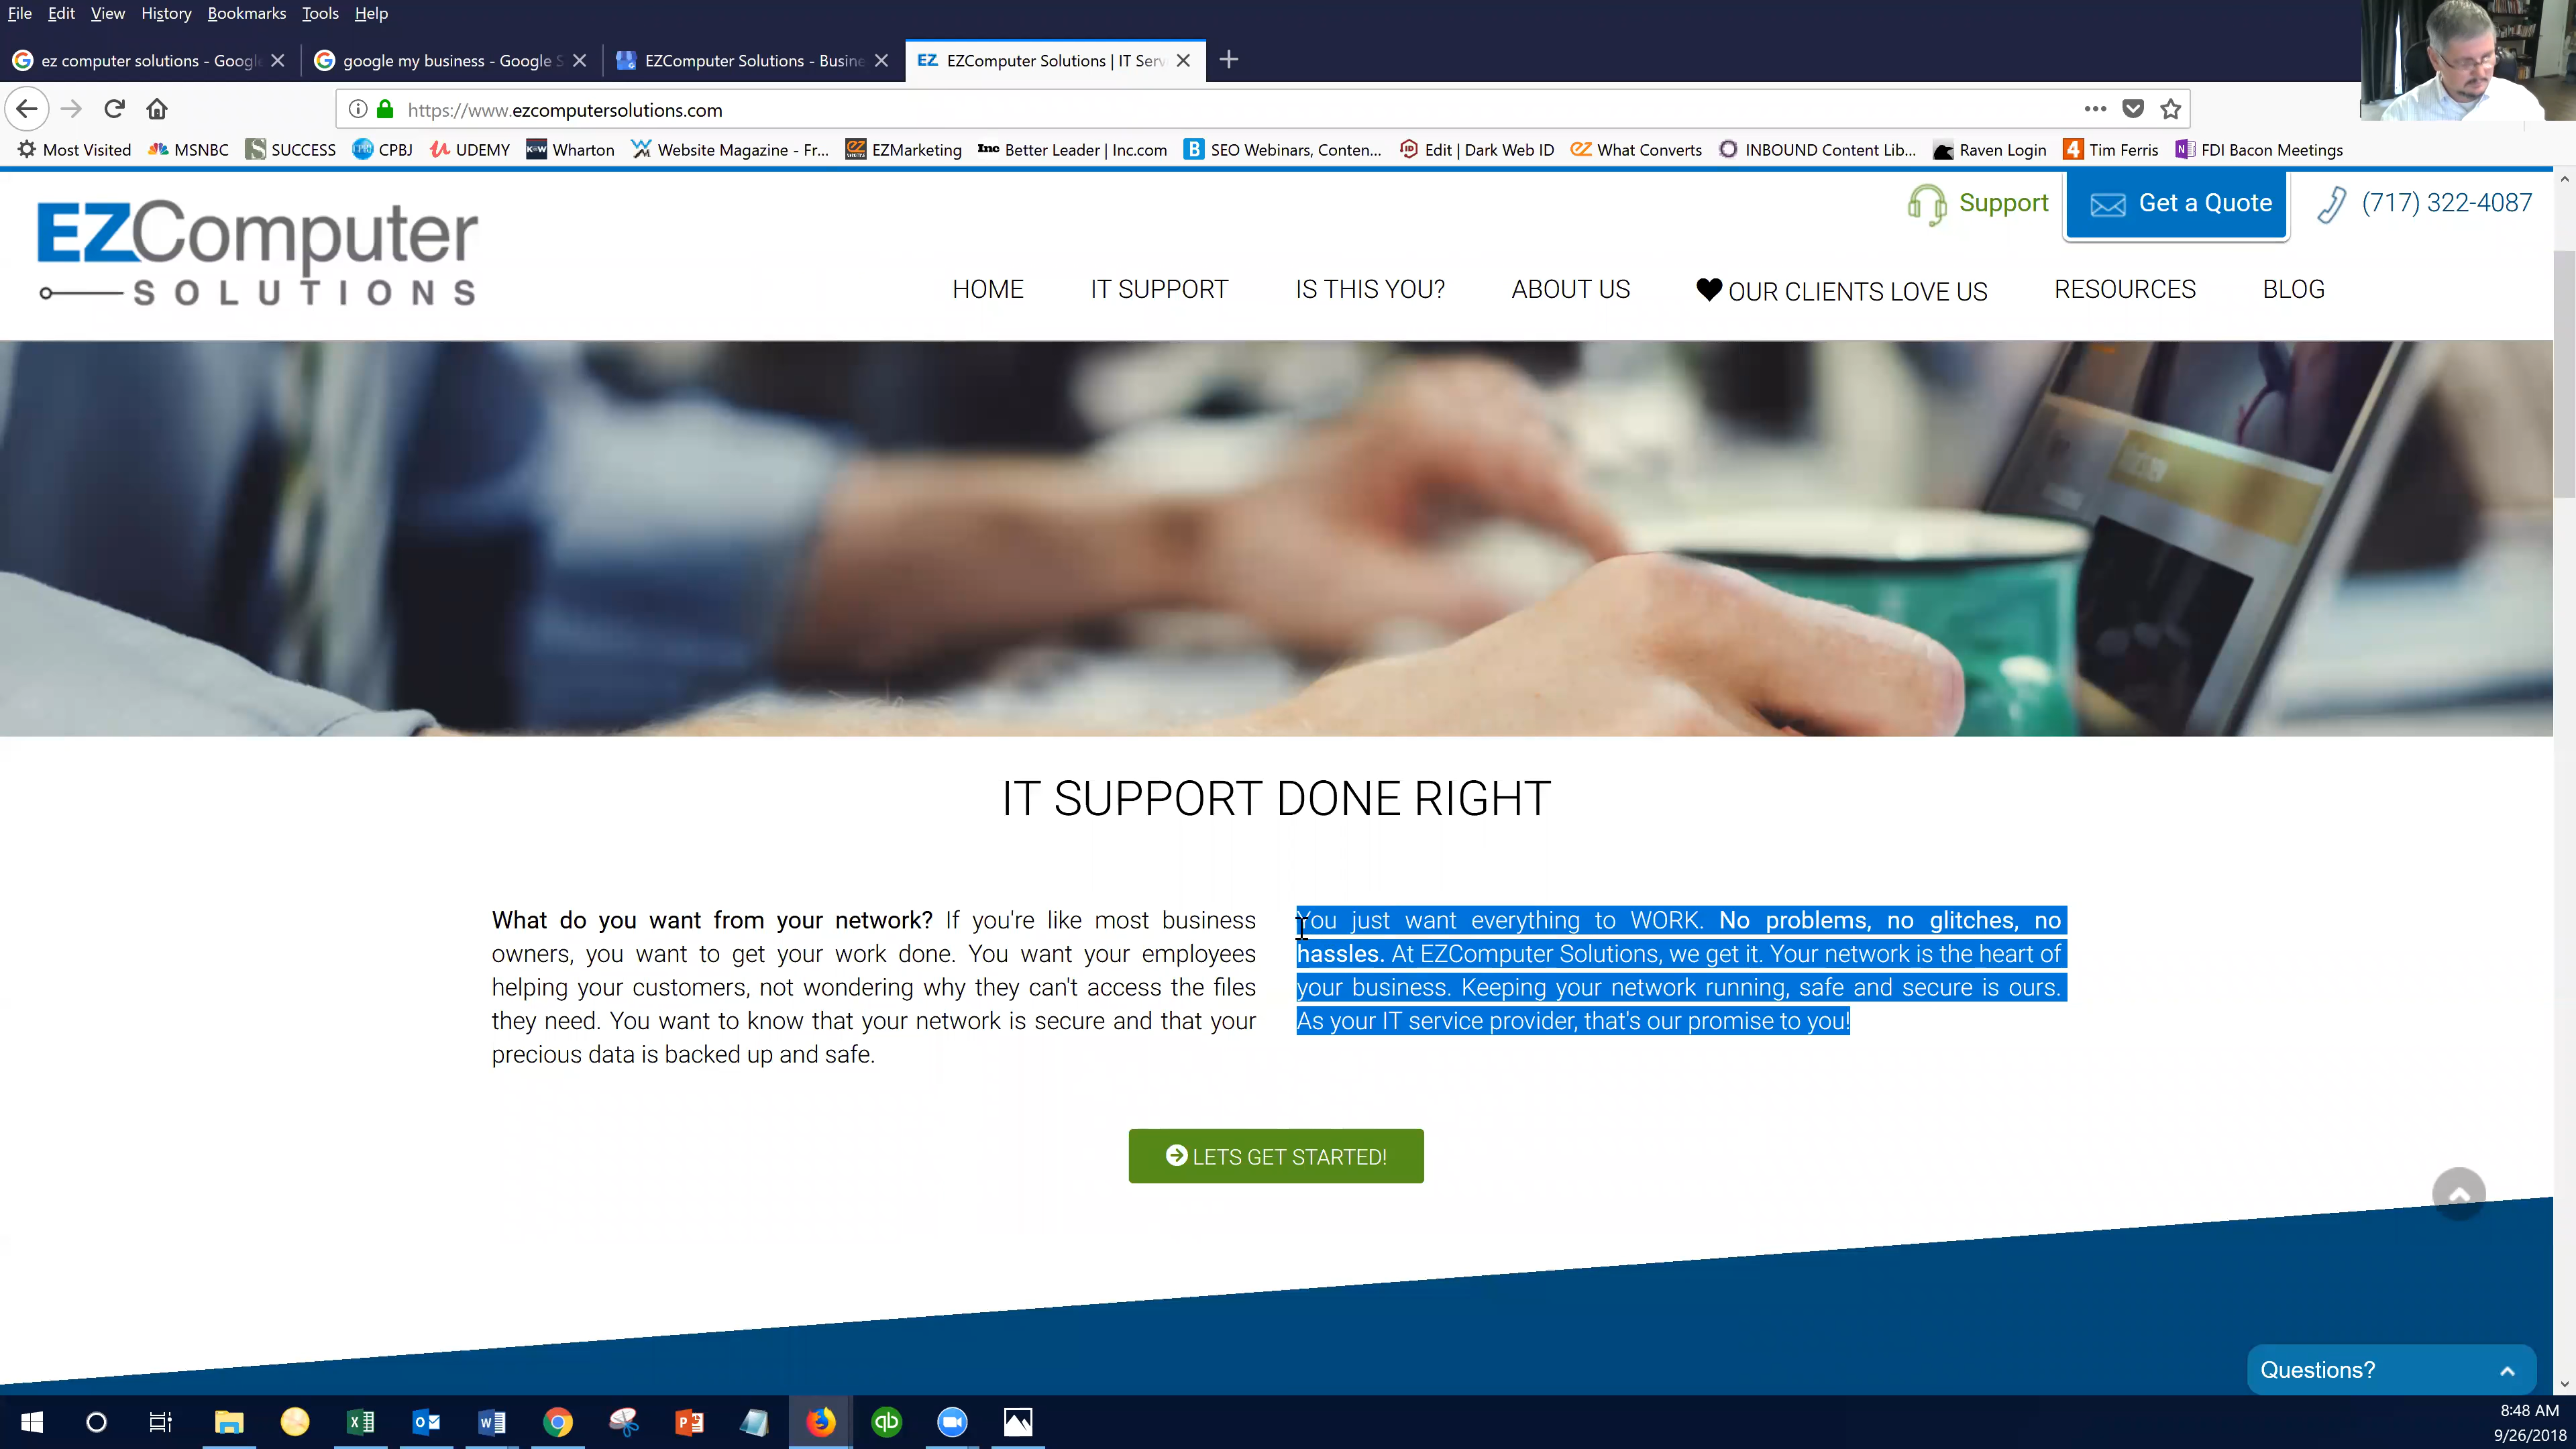 File Edit View History Bookmarks Tools Help
ez computer solutions - Googl
google my business - Google S
EZComputer Solutions - Busine
EZ EZComputer Solutions | IT Serv
https://www.ezcomputersolutions.com
Most Visited MSNBC SUCCESS CPBJ UDEMY Wharton Website Magazine - Fr... EZMarketing Inc Better Leader | Inc.com SEO Webinars, Conten... Edit | Dark Web ID What Converts INBOUND Content Lib... Raven Login Tim Ferris FDI Bacon Meetings
Support Get a Quote (717) 322-4087
EZComputer
SOLUTIONS
HOME IT SUPPORT IS THIS YOU? ABOUT US OUR CLIENTS LOVE US RESOURCES BLOG
IT SUPPORT DONE RIGHT
What do you want from your network? If you're like most business
owners, you want to get your work done. You want your employees
helping your customers, not wondering why they can't access the files
they need. You want to know that your network is secure and that your
precious data is backed up and safe.
You just want everything to WORK. No problems, no glitches, no
hassles. At EZComputer Solutions, we get it. Your network is the heart of
your business. Keeping your network running, safe and secure is ours.
As your IT service provider, that's our promise to you!
LETS GET STARTED!
Questions?
8:48 AM
9/26/2018